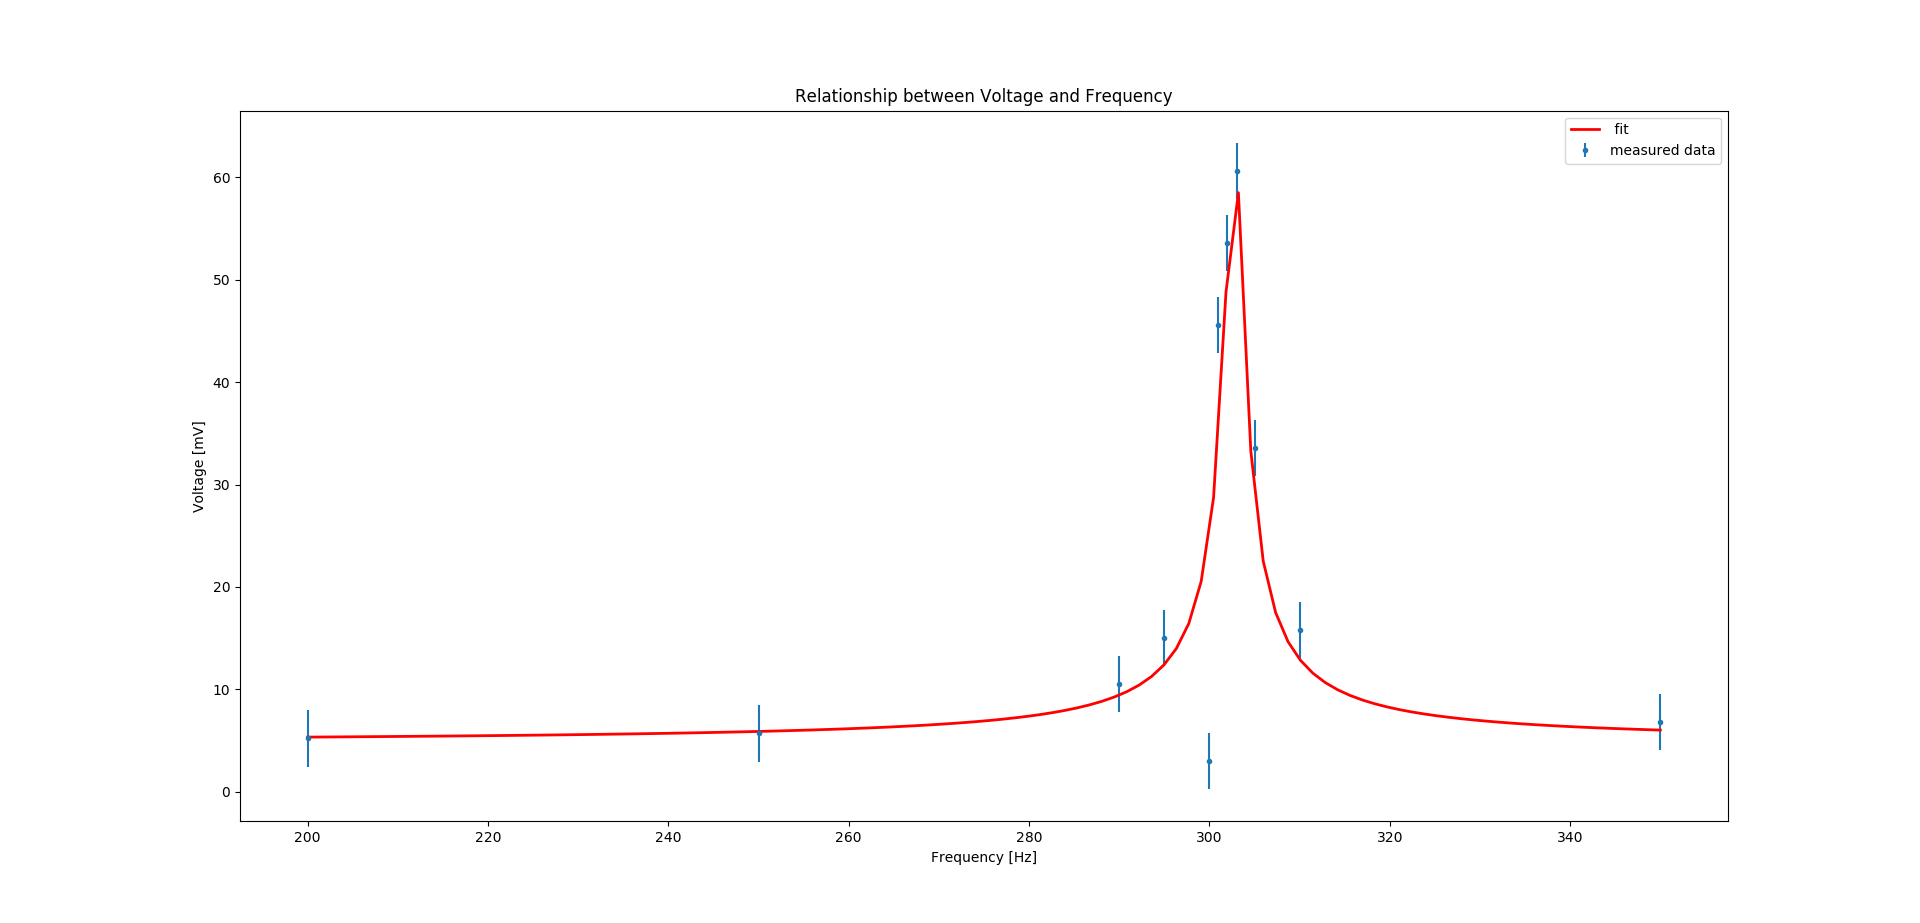 Relationship between Voltage and Frequency
fit
measured data
Voltage [mV]
60
50
40
30
20
10
0
200 220 240 260 280 300 320 340
Frequency [Hz]